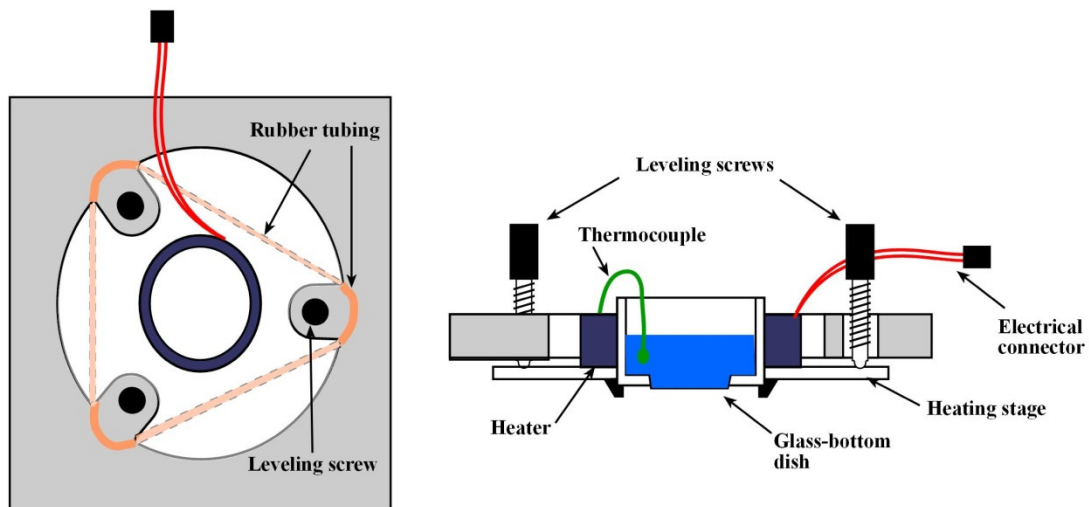 Rubber tubing
Leveling screw
Leveling screws
Thermocouple
Electrical
connector
Heating stage
Heater
Glass-bottom
dish